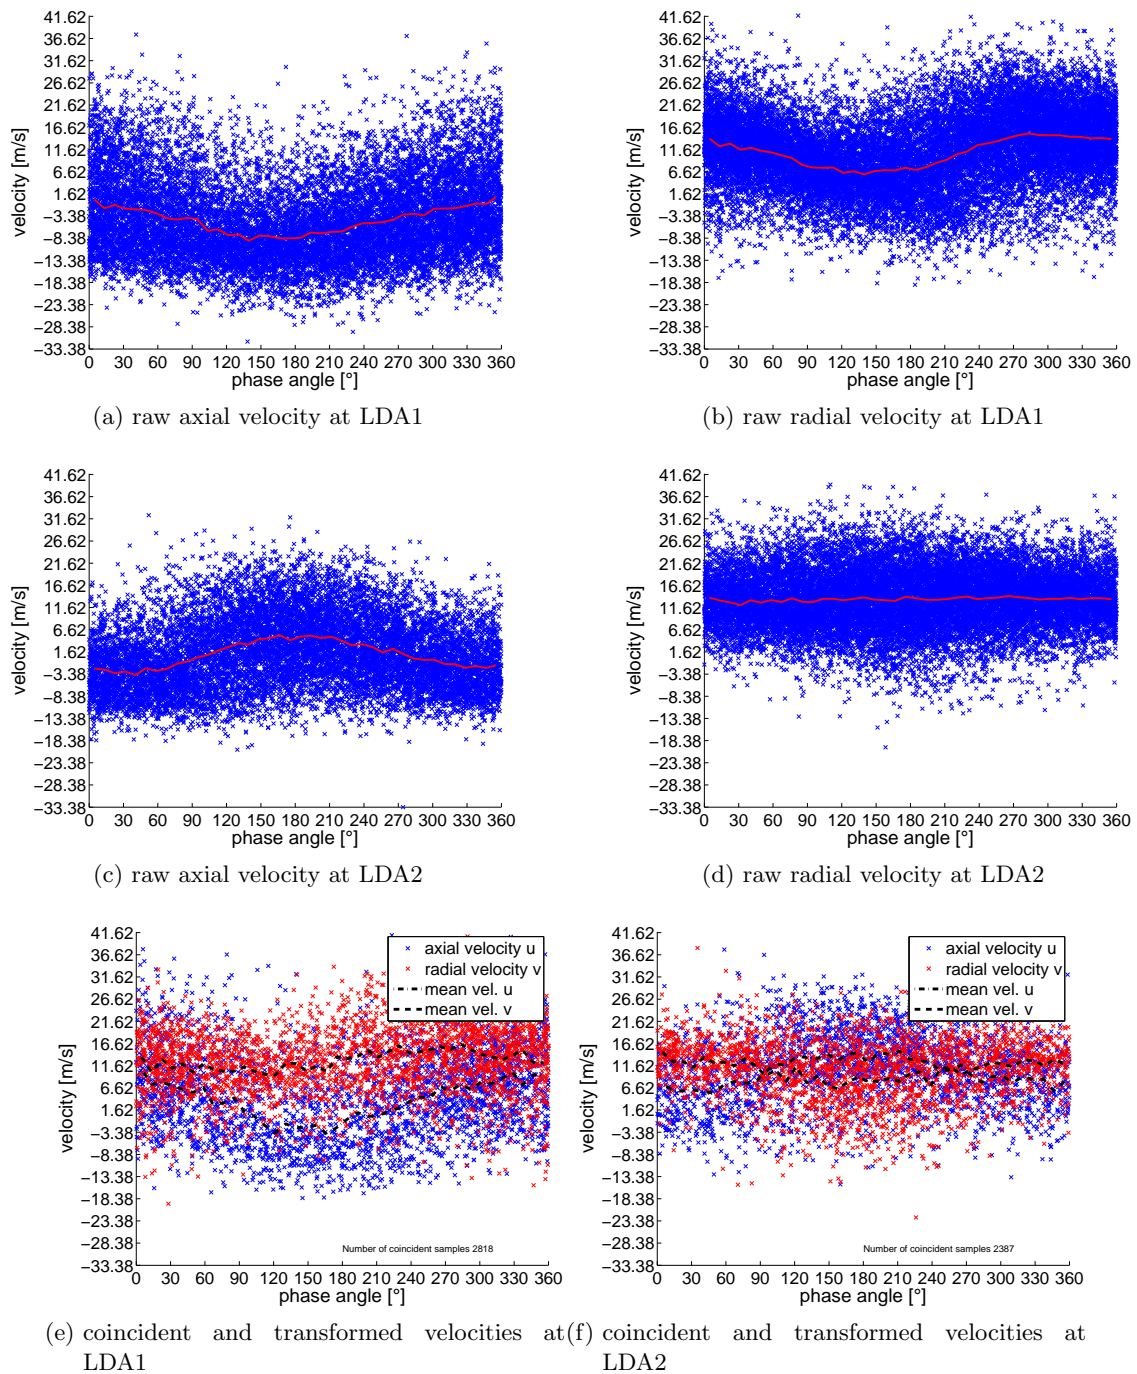 41.62
36.62
31.62
26.62
21.62
16.62
11.62
6.62
1.62
−3.38
−8.38
−13.38
−18.38
−23.38
−28.38
−33.38
velocity [m/s]
0 30 60 90 120 150 180 210 240 270 300 330 360
phase angle [°]
(a) raw axial velocity at LDA1
41.62
36.62
31.62
26.62
21.62
16.62
11.62
6.62
1.62
−3.38
−8.38
−13.38
−18.38
−23.38
−28.38
−33.38
velocity [m/s]
0 30 60 90 120 150 180 210 240 270 300 330 360
phase angle [°]
(b) raw radial velocity at LDA1
41.62
36.62
31.62
26.62
21.62
16.62
11.62
6.62
1.62
−3.38
−8.38
−13.38
−18.38
−23.38
−28.38
−33.38
velocity [m/s]
0 30 60 90 120 150 180 210 240 270 300 330 360
phase angle [°]
(c) raw axial velocity at LDA2
41.62
36.62
31.62
26.62
21.62
16.62
11.62
6.62
1.62
−3.38
−8.38
−13.38
−18.38
−23.38
−28.38
−33.38
velocity [m/s]
0 30 60 90 120 150 180 210 240 270 300 330 360
phase angle [°]
(d) raw radial velocity at LDA2
41.62
36.62
31.62
26.62
21.62
16.62
11.62
6.62
1.62
−3.38
−8.38
−13.38
−18.38
−23.38
−28.38
−33.38
velocity [m/s]
axial velocity u
radial velocity v
mean vel. u
mean vel. v
Number of coincident samples 2818
0 30 60 90 120 150 180 210 240 270 300 330 360
phase angle [°]
(e) coincident and transformed velocities at
LDA1
41.62
36.62
31.62
26.62
21.62
16.62
11.62
6.62
1.62
−3.38
−8.38
−13.38
−18.38
−23.38
−28.38
−33.38
velocity [m/s]
axial velocity u
radial velocity v
mean vel. u
mean vel. v
Number of coincident samples 2387
0 30 60 90 120 150 180 210 240 270 300 330 360
phase angle [°]
(f) coincident and transformed velocities at
LDA2